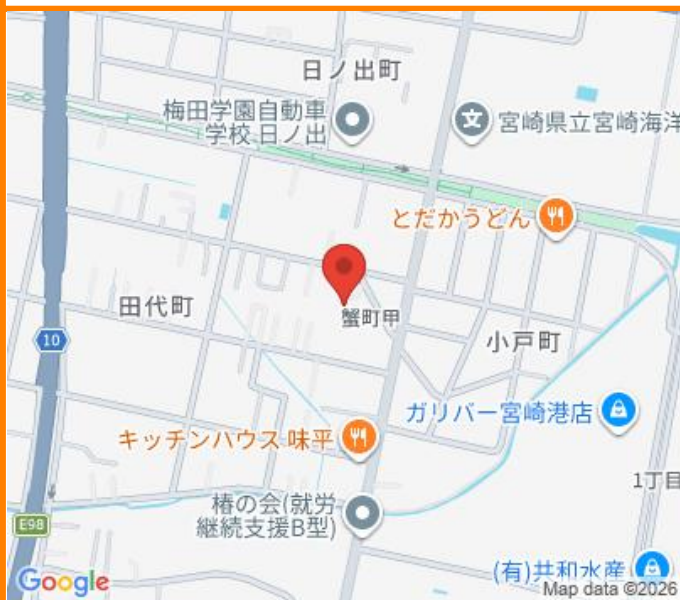 日ノ出町
梅田学園自動車
学校 日ノ出
宮崎県立宮崎海洋
とだかうどん
田代町
蟹町甲
10
小戸町
ガリバー宮崎港店
キッチンハウス 味平
1丁目
椿の会(就労
継続支援B型)
E98
(有)共和水産
Google
Map data ©2026